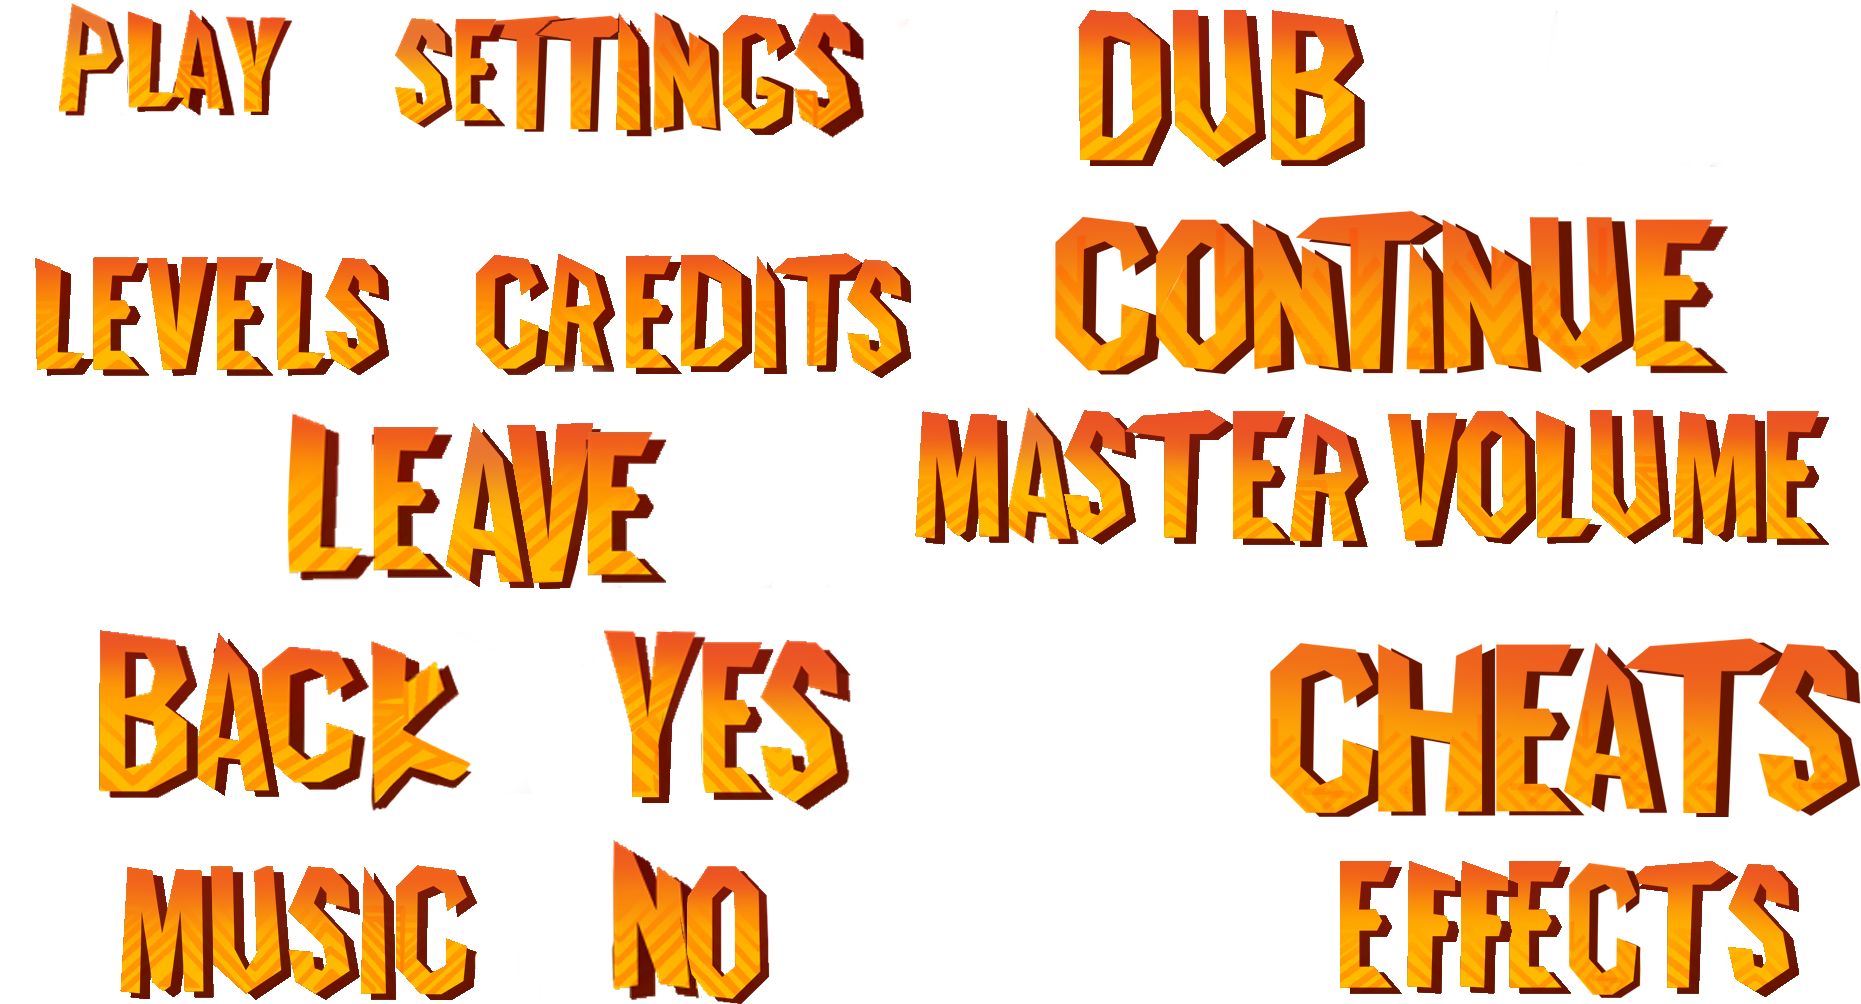 PLAY SETTINGS DUB
LEVELS CREDITS CONTINUE
LEAVE MASTER VOLUME
BACK YES CHEATS
MUSIC NO EFFECTS